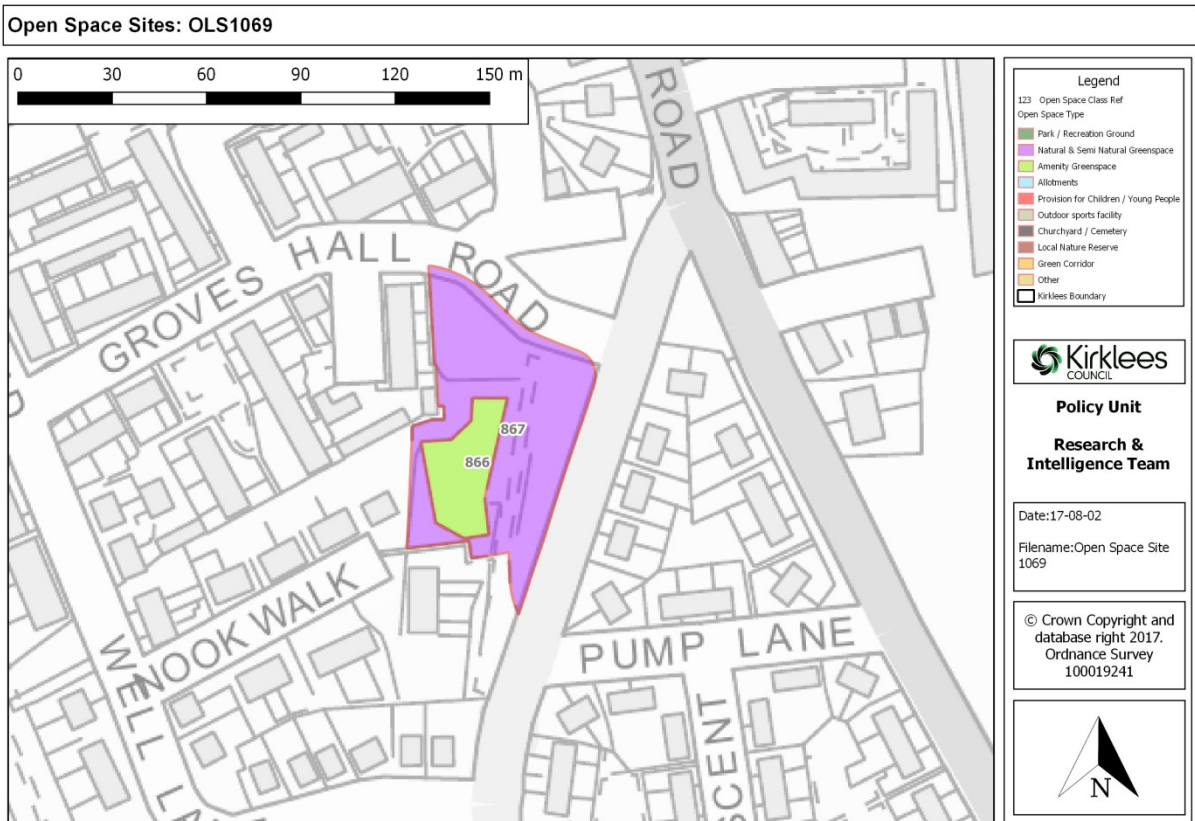 Open Space Sites: OLS1069
0 30 60 90 120 150 m
ROAD
GROVES HALL ROAD
867
866
NOOK WALK
WELL LA
PUMP LANE
SCENT
D
Legend
123 Open Space Class Ref
Open Space Type
Park / Recreation Ground
Natural & Semi Natural Greenspace
Amenity Greenspace
Allotments
Provision for Children / Young People
Outdoor sports facility
Churchyard / Cemetery
Local Nature Reserve
Green Corridor
Other
Kirklees Boundary
Kirklees
COUNCIL
Policy Unit
Research &
Intelligence Team
Date:17-08-02
Filename:Open Space Site
1069
© Crown Copyright and
database right 2017.
Ordnance Survey
100019241
N